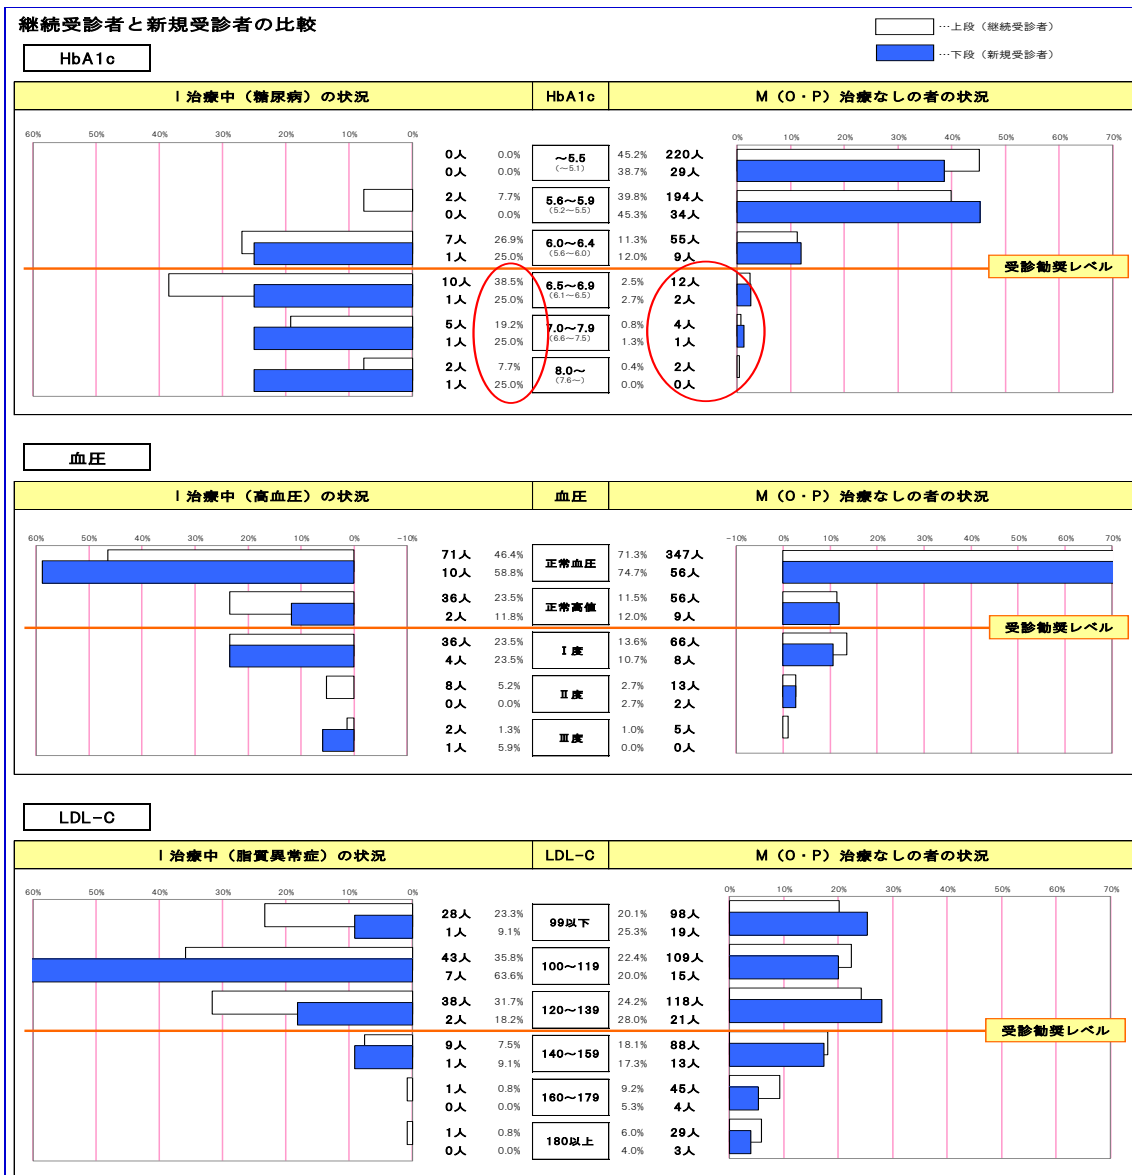 継続受診者と新規受診者の比較
…上段（継続受診者）
…下段（新規受診者）
HbA1c
Ⅰ 治療中（糖尿病）の状況 HbA1c M（O・P）治療なしの者の状況
60% 50% 40% 30% 20% 10% 0% 0% 10% 20% 30% 40% 50% 60% 70%
0人 0.0% ～5.5 45.2% 220人
0人 0.0% （～5.1） 38.7% 29人
2人 7.7% 5.6～5.9 39.8% 194人
0人 0.0% （5.2～5.5） 45.3% 34人
7人 26.9% 6.0～6.4 11.3% 55人
1人 25.0% （5.6～6.0） 12.0% 9人
受診勧奨レベル
10人 38.5% 6.5～6.9 2.5% 12人
1人 25.0% （6.1～6.5） 2.7% 2人
5人 19.2% 7.0～7.9 0.8% 4人
1人 25.0% （6.6～7.5） 1.3% 1人
2人 7.7% 8.0～ 0.4% 2人
1人 25.0% （7.6～） 0.0% 0人
血圧
Ⅰ 治療中（高血圧）の状況 血圧 M（O・P）治療なしの者の状況
60% 50% 40% 30% 20% 10% 0% -10% -10% 0% 10% 20% 30% 40% 50% 60% 70%
71人 46.4% 正常血圧 71.3% 347人
10人 58.8% 74.7% 56人
36人 23.5% 正常高値 11.5% 56人
2人 11.8% 12.0% 9人
受診勧奨レベル
36人 23.5% Ⅰ度 13.6% 66人
4人 23.5% 10.7% 8人
8人 5.2% Ⅱ度 2.7% 13人
0人 0.0% 2.7% 2人
2人 1.3% Ⅲ度 1.0% 5人
1人 5.9% 0.0% 0人
LDL-C
Ⅰ 治療中（脂質異常症）の状況 LDL-C M（O・P）治療なしの者の状況
60% 50% 40% 30% 20% 10% 0% 0% 10% 20% 30% 40% 50% 60% 70%
28人 23.3% 99以下 20.1% 98人
1人 9.1% 25.3% 19人
43人 35.8% 100～119 22.4% 109人
7人 63.6% 20.0% 15人
38人 31.7% 120～139 24.2% 118人
2人 18.2% 28.0% 21人
受診勧奨レベル
9人 7.5% 140～159 18.1% 88人
1人 9.1% 17.3% 13人
1人 0.8% 160～179 9.2% 45人
0人 0.0% 5.3% 4人
1人 0.8% 180以上 6.0% 29人
0人 0.0% 4.0% 3人